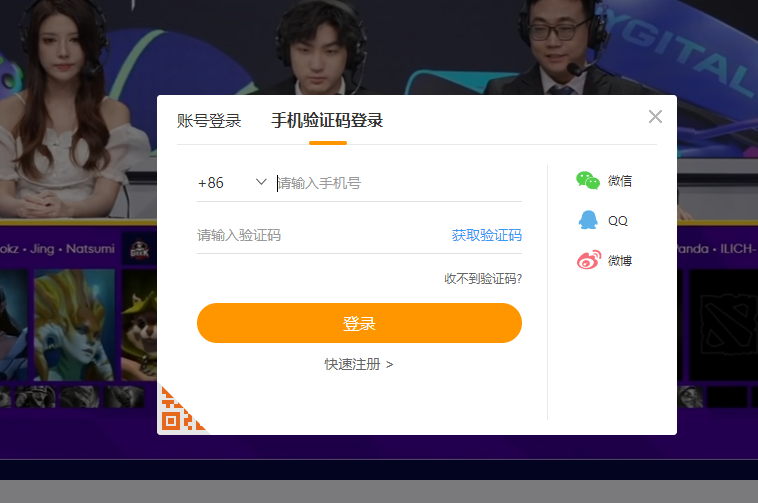 YGITAL
账号登录
手机验证码登录
+86
请输入手机号
微信
QQ
请输入验证码
获取验证码
okz • Jing • Natsumi
GEEK
Panda • ILICH-
微博
收不到验证码?
登录
快速注册 >